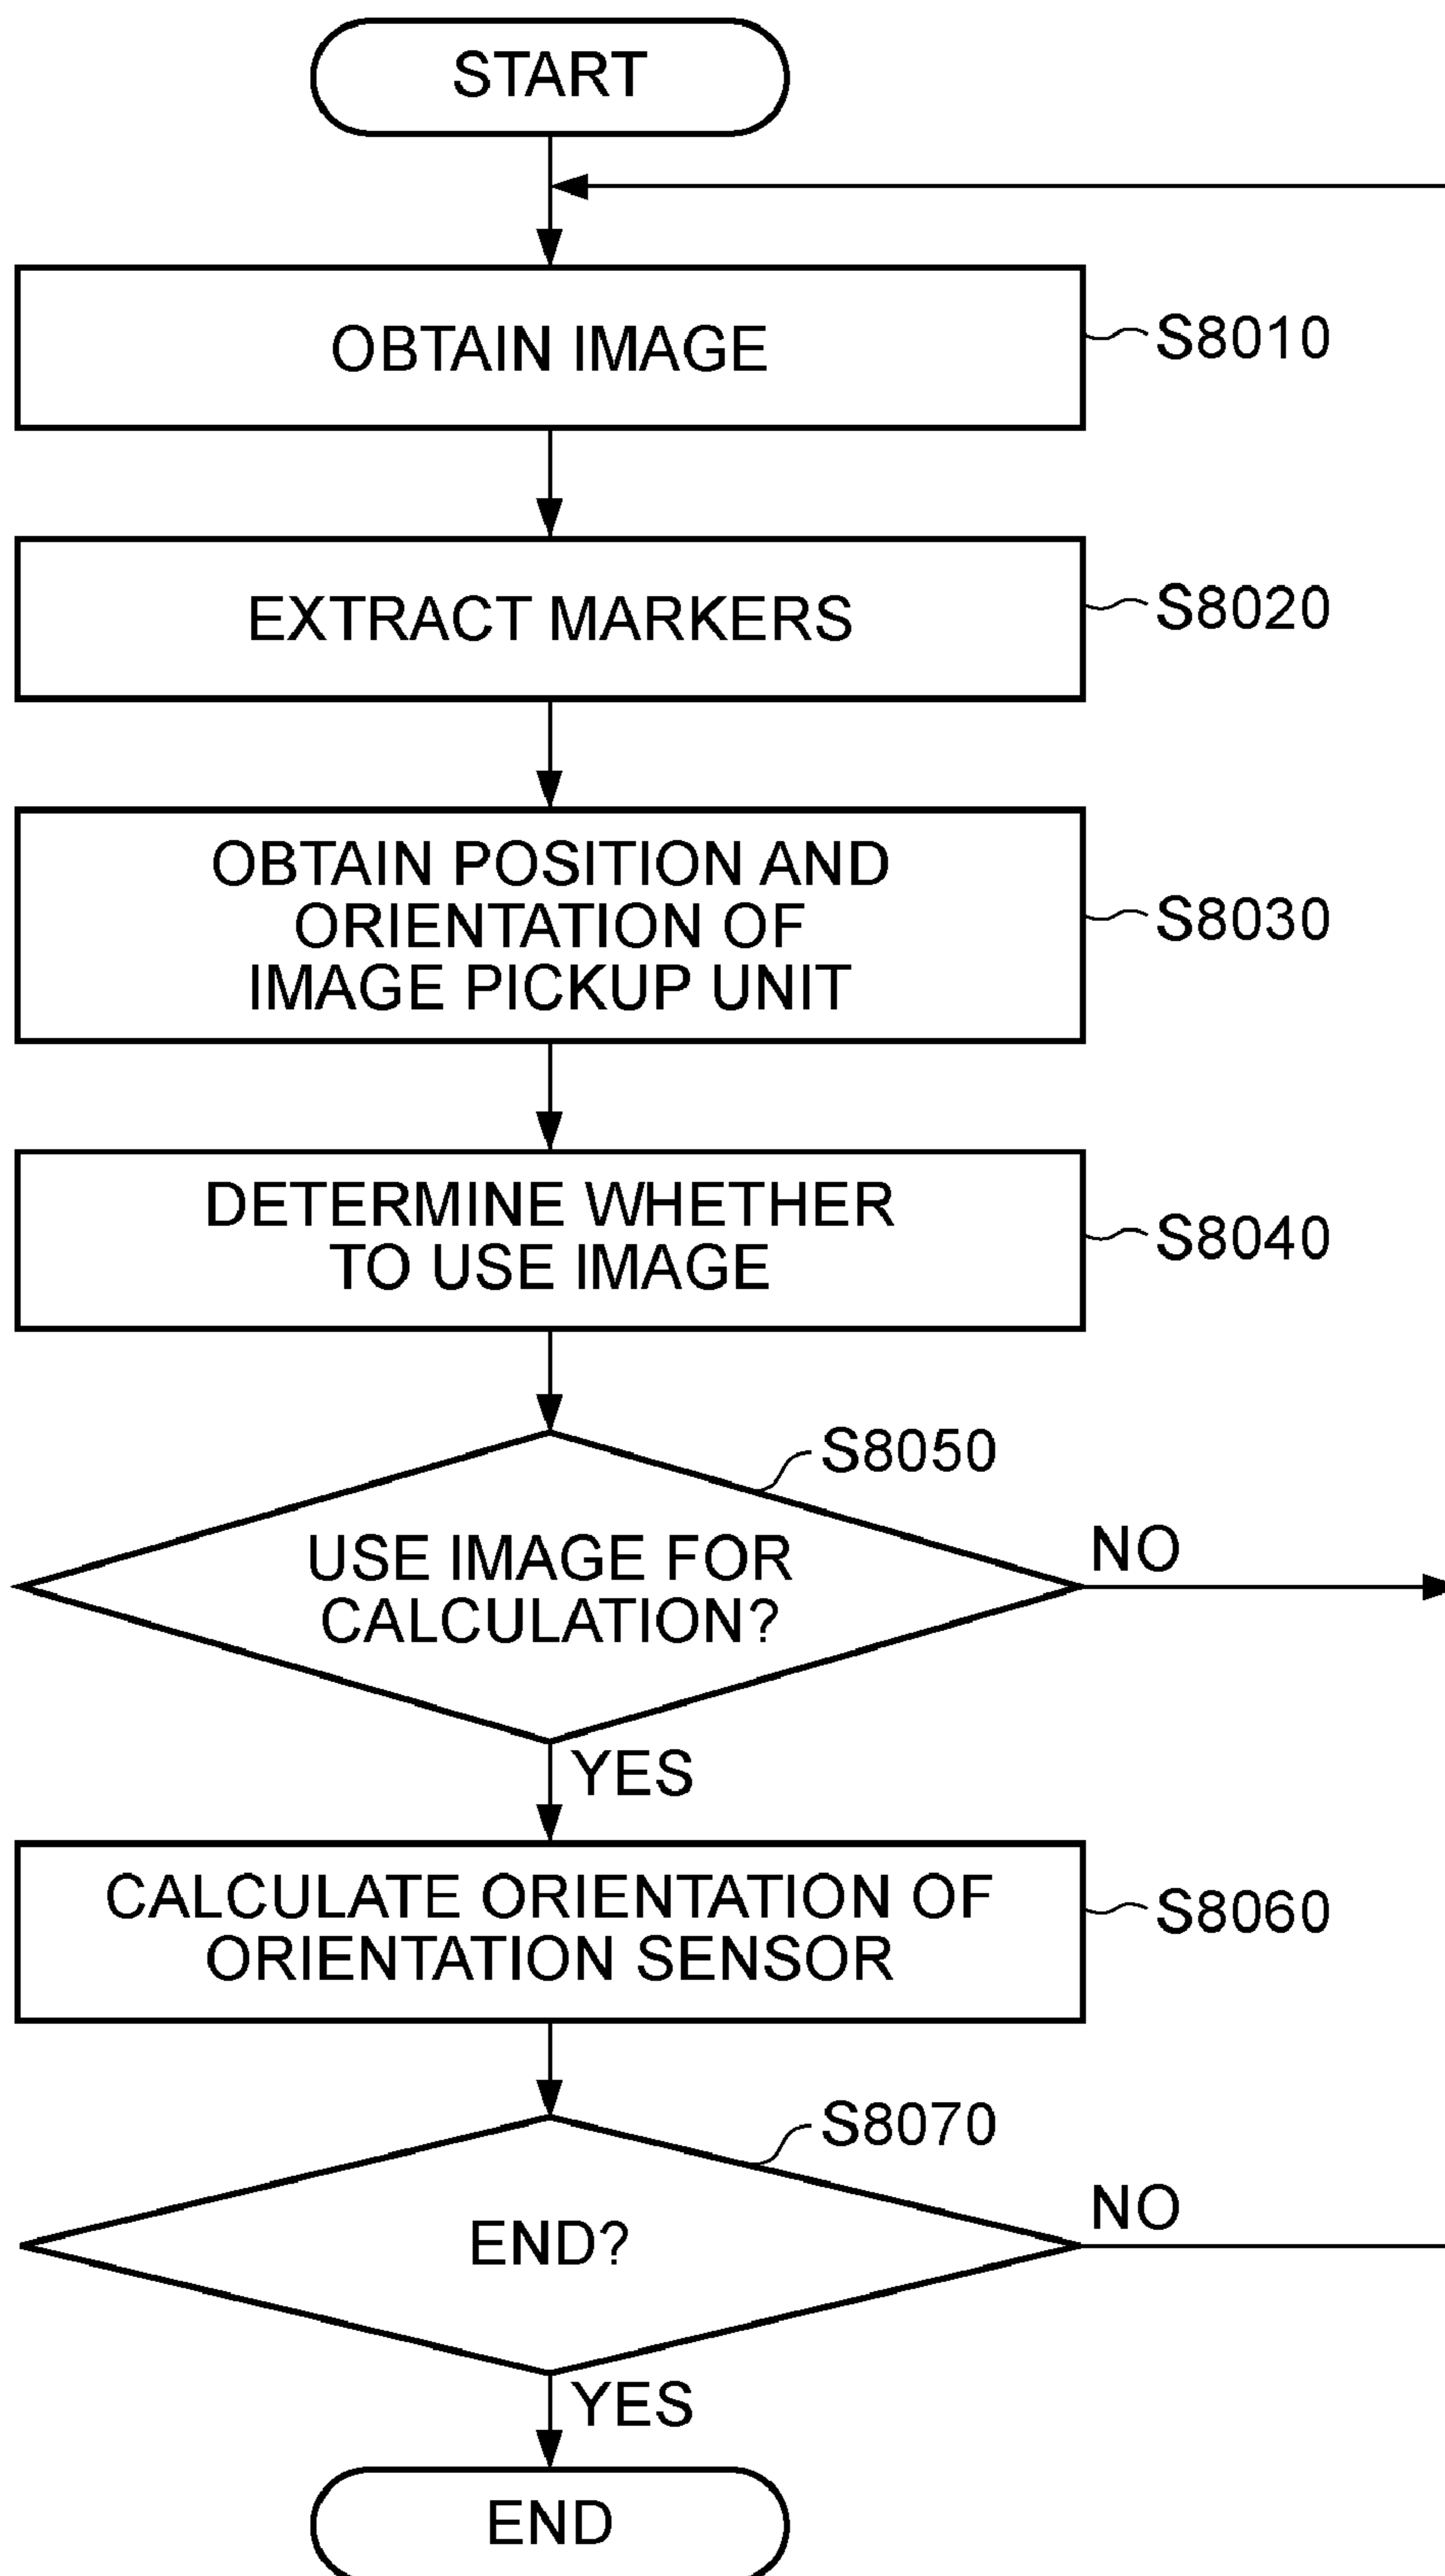 START
OBTAIN IMAGE
S8010
EXTRACT MARKERS
S8020
OBTAIN POSITION AND
ORIENTATION OF
IMAGE PICKUP UNIT
S8030
DETERMINE WHETHER
TO USE IMAGE
S8040
S8050
USE IMAGE FOR
CALCULATION?
NO
YES
CALCULATE ORIENTATION OF
ORIENTATION SENSOR
S8060
S8070
END?
NO
YES
END